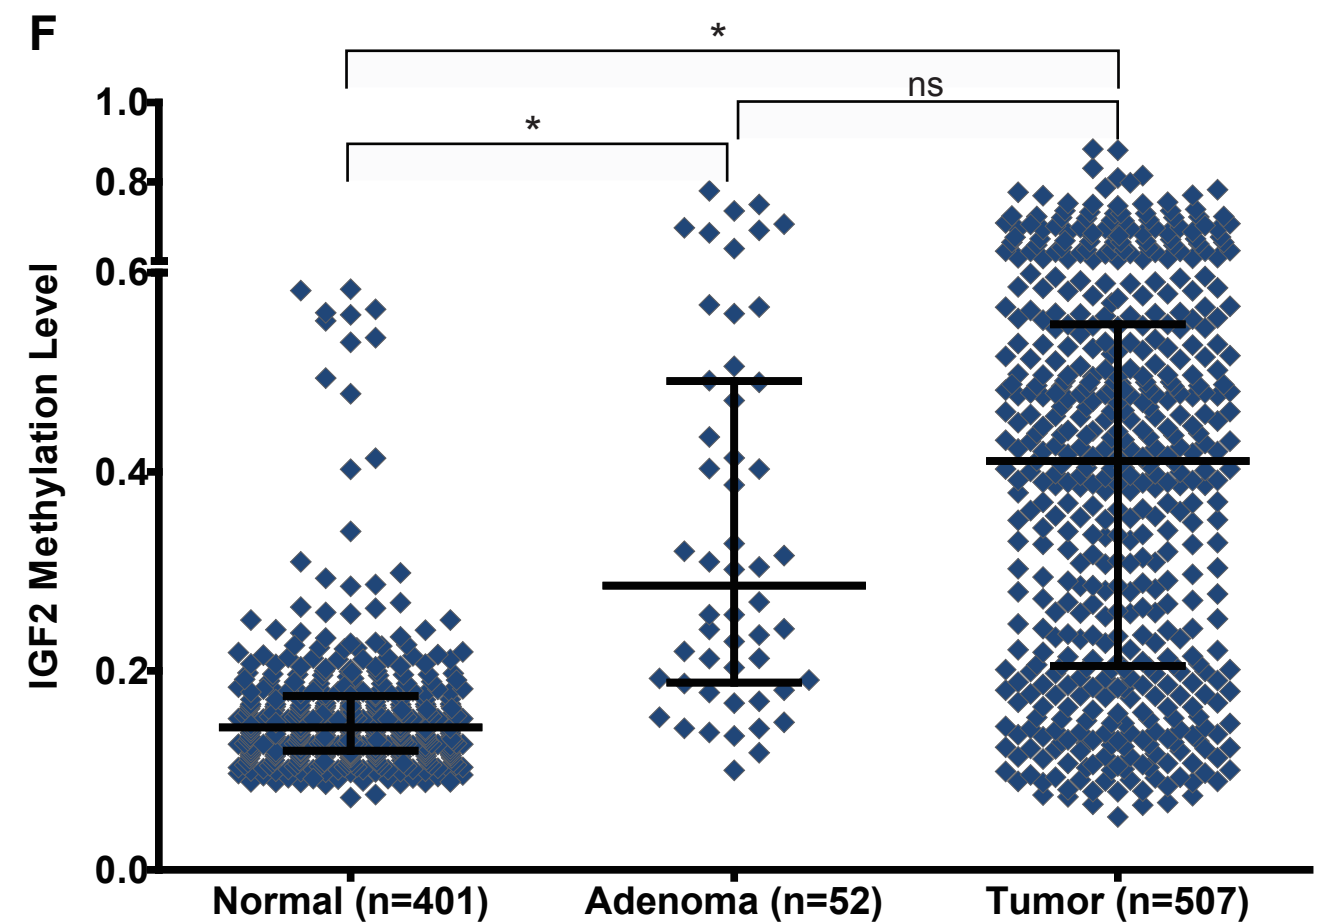 F
*
ns
*
1.0
0.8
0.6
0.4
0.2
0.0
IGF2 Methylation Level
Normal (n=401)
Adenoma (n=52)
Tumor (n=507)